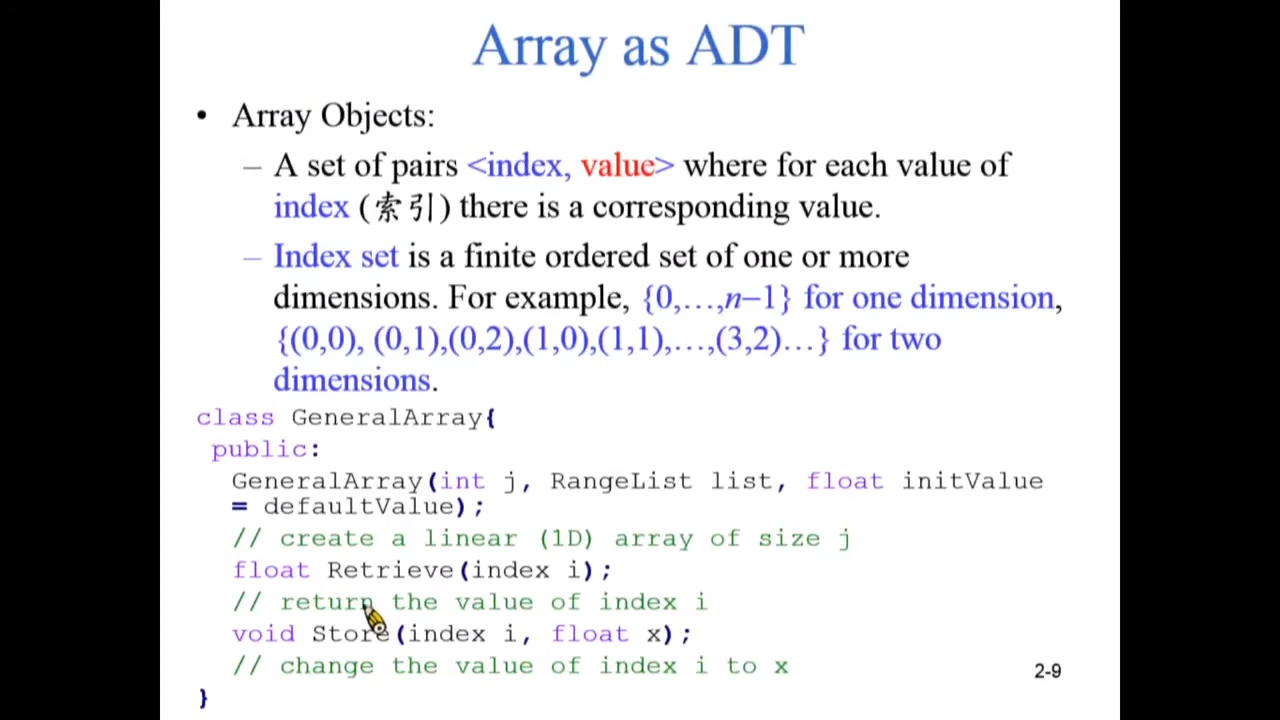 Array as ADT
• Array Objects:
– A set of pairs <index, value> where for each value of
index (索引) there is a corresponding value.
– Index set is a finite ordered set of one or more
dimensions. For example, {0,…,n−1} for one dimension,
{(0,0), (0,1),(0,2),(1,0),(1,1),…,(3,2)…} for two
dimensions.
class GeneralArray{
public:
GeneralArray(int j, RangeList list, float initValue
= defaultValue);
// create a linear (1D) array of size j
float Retrieve(index i);
// return the value of index i
void Store(index i, float x);
// change the value of index i to x
}
2-9